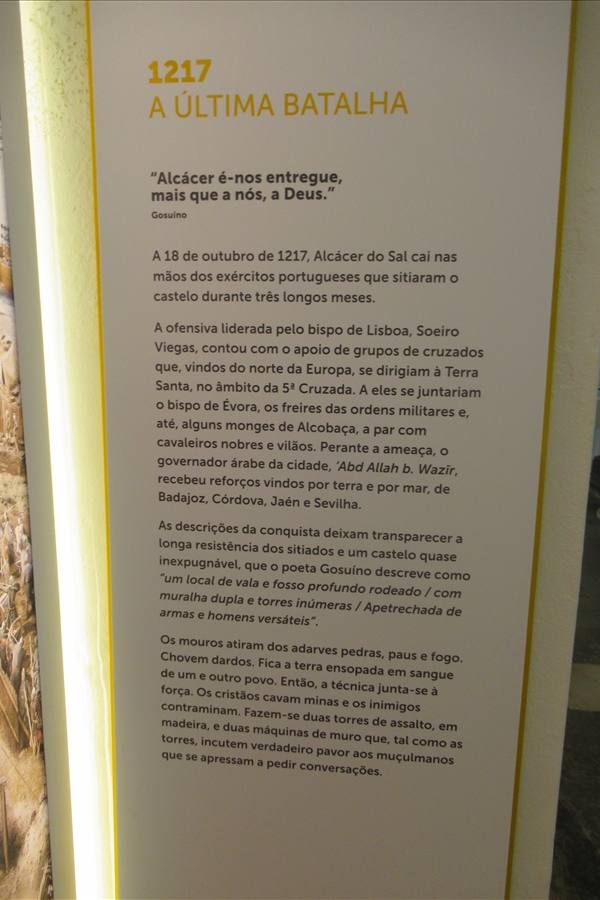 1217
A ÚLTIMA BATALHA
“Alcácer é-nos entregue,
mais que a nós, a Deus.”
Gosuíno
A 18 de outubro de 1217, Alcácer do Sal cai nas
mãos dos exércitos portugueses que sitiaram o
castelo durante três longos meses.
A ofensiva liderada pelo bispo de Lisboa, Soeiro
Viegas, contou com o apoio de grupos de cruzados
que, vindos do norte da Europa, se dirigiam à Terra
Santa, no âmbito da 5ª Cruzada. A eles se juntariam
o bispo de Évora, os freires das ordens militares e,
até, alguns monges de Alcobaça, a par com
cavaleiros nobres e vilãos. Perante a ameaça, o
governador árabe da cidade, ‘Abd Allah b. Wazīr,
recebeu reforços vindos por terra e por mar, de
Badajoz, Córdova, Jaén e Sevilha.
As descrições da conquista deixam transparecer a
longa resistência dos sitiados e um castelo quase
inexpugnável, que o poeta Gosuíno descreve como
“um local de vala e fosso profundo rodeado / com
muralha dupla e torres inúmeras / Apetrechada de
armas e homens versáteis”.
Os mouros atiram dos adarves pedras, paus e fogo.
Chovem dardos. Fica a terra ensopada em sangue
de um e outro povo. Então, a técnica junta-se à
força. Os cristãos cavam minas e os inimigos
contraminam. Fazem-se duas torres de assalto, em
madeira, e duas máquinas de muro que, tal como as
torres, incutem verdadeiro pavor aos muçulmanos
que se apressam a pedir conversações.